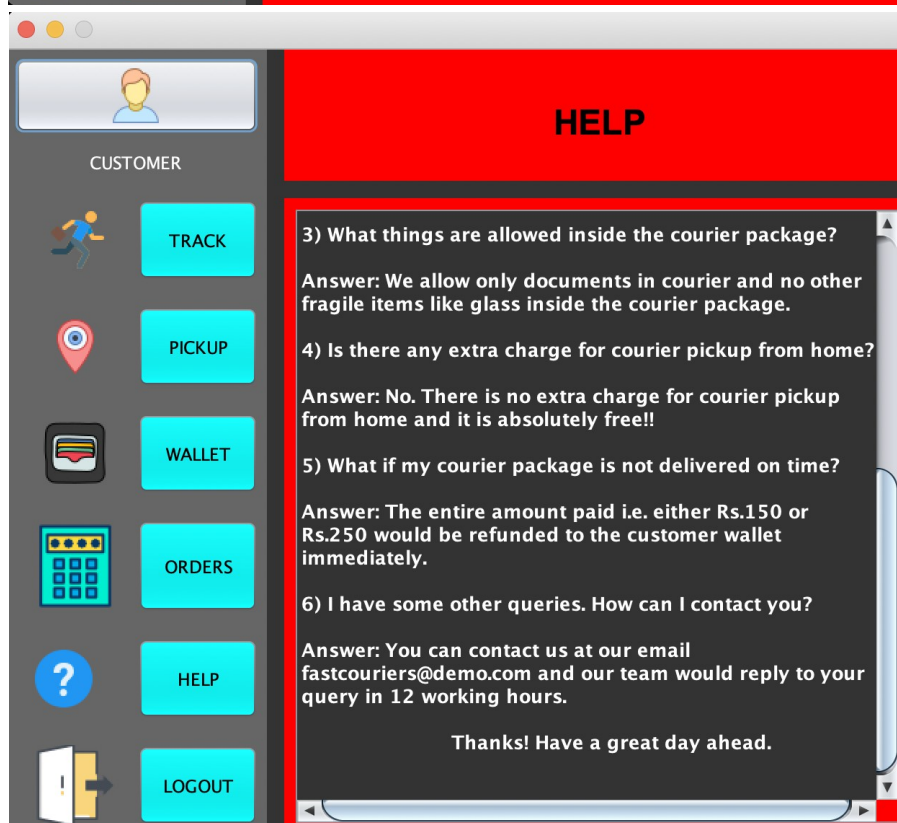 HELP
CUSTOMER
TRACK
PICKUP
WALLET
ORDERS
HELP
LOGOUT
3) What things are allowed inside the courier package?
Answer: We allow only documents in courier and no other
fragile items like glass inside the courier package.
4) Is there any extra charge for courier pickup from home?
Answer: No. There is no extra charge for courier pickup
from home and it is absolutely free!!
5) What if my courier package is not delivered on time?
Answer: The entire amount paid i.e. either Rs.150 or
Rs.250 would be refunded to the customer wallet
immediately.
6) I have some other queries. How can I contact you?
Answer: You can contact us at our email
fastcouriers@demo.com and our team would reply to your
query in 12 working hours.
Thanks! Have a great day ahead.